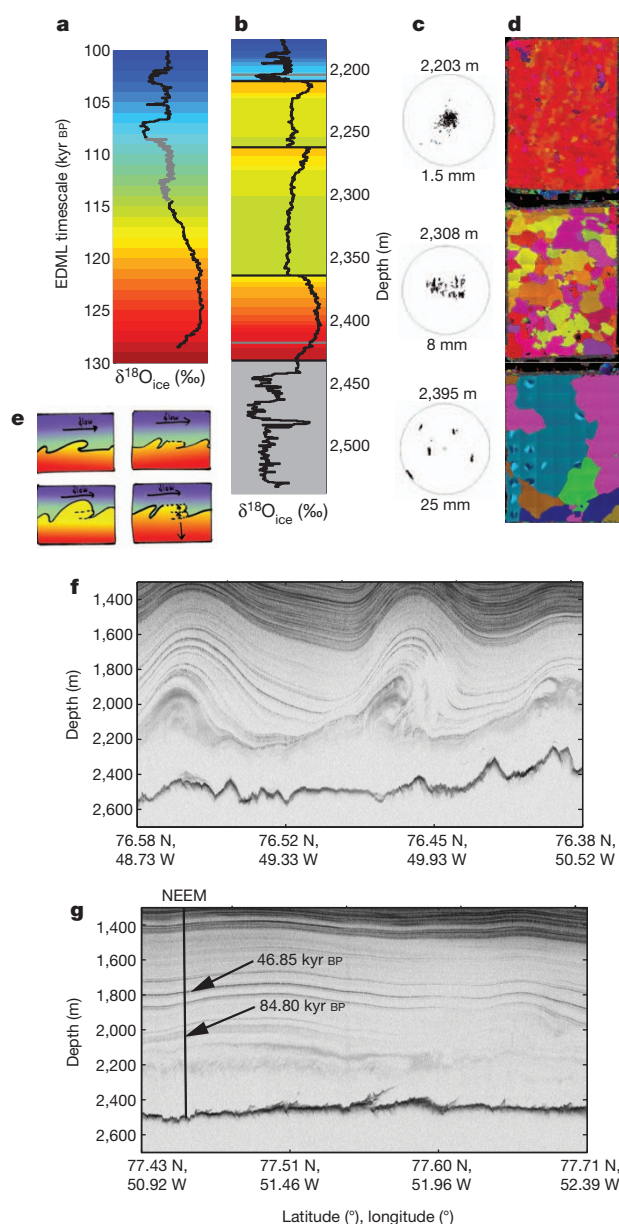 a
b
c
d
100
105
110
115
120
125
130
EDML timescale (kyr BP)
δ18Oice (‰)
2,200
2,250
2,300
2,350
2,400
2,450
2,500
Depth (m)
δ18Oice (‰)
2,203 m
1.5 mm
2,308 m
8 mm
2,395 m
25 mm
e
flow
flow
flow
flow
f
1,400
1,600
1,800
2,000
2,200
2,400
2,600
Depth (m)
76.58 N,
48.73 W
76.52 N,
49.33 W
76.45 N,
49.93 W
76.38 N,
50.52 W
g
NEEM
46.85 kyr BP
84.80 kyr BP
1,400
1,600
1,800
2,000
2,200
2,400
2,600
Depth (m)
77.43 N,
50.92 W
77.51 N,
51.46 W
77.60 N,
51.96 W
77.71 N,
52.39 W
Latitude (°), longitude (°)